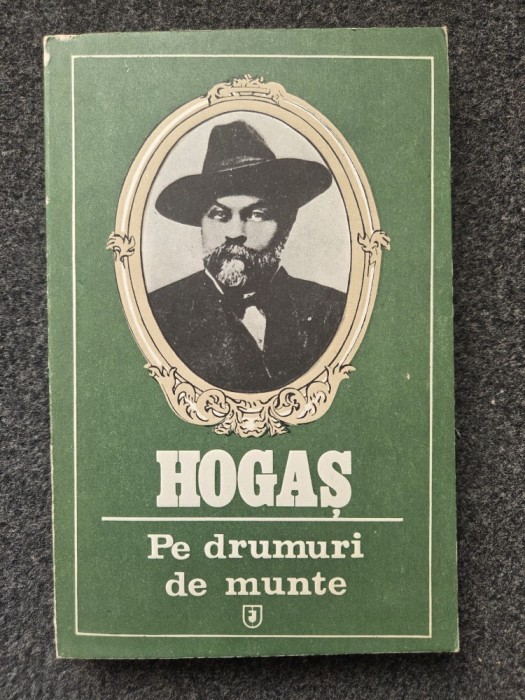 HOGAȘ
Pe drumuri
de munte